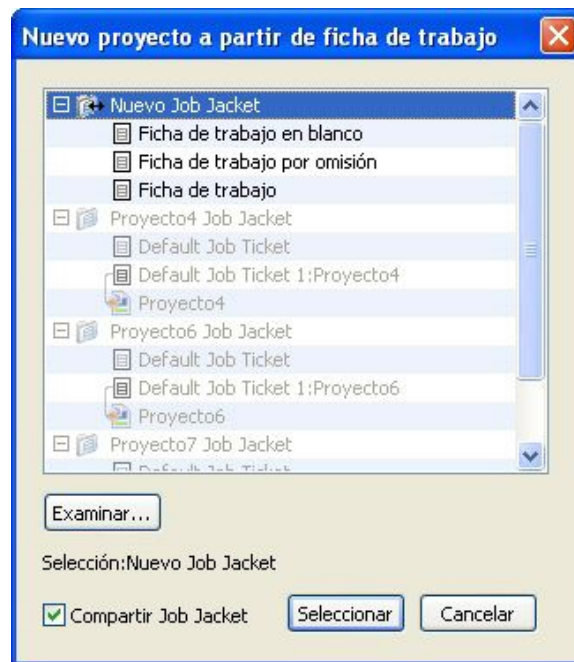 Nuevo proyecto a partir de ficha de trabajo
Nuevo Job Jacket
Ficha de trabajo en blanco
Ficha de trabajo por omisión
Ficha de trabajo
Proyecto4 Job Jacket
Default Job Ticket
Default Job Ticket 1:Proyecto4
Proyecto4
Proyecto6 Job Jacket
Default Job Ticket
Default Job Ticket 1:Proyecto6
Proyecto6
Proyecto7 Job Jacket
Default Job Ticket
Examinar...
Selección:Nuevo Job Jacket
Compartir Job Jacket
Seleccionar
Cancelar